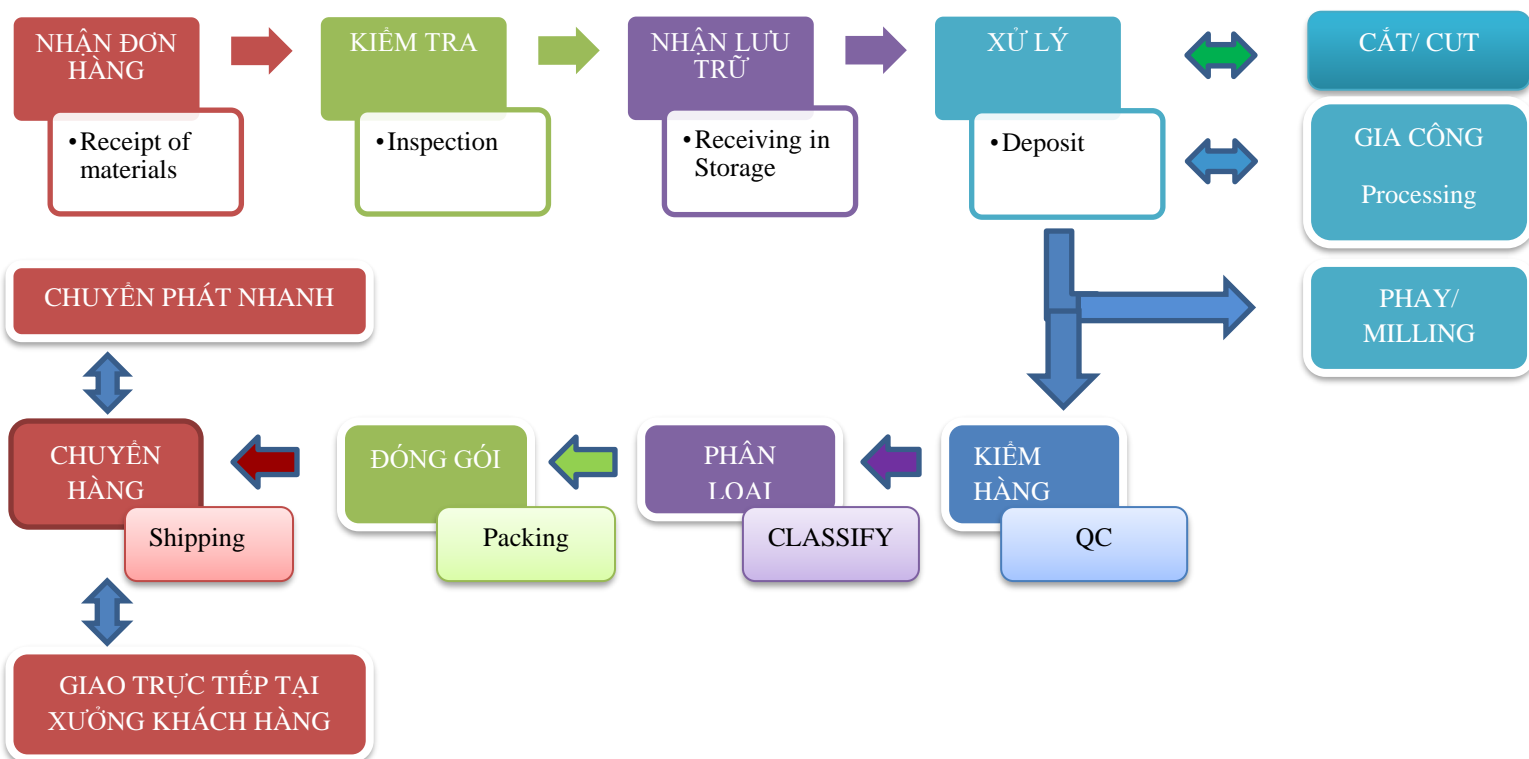 NHẬN ĐƠN
HÀNG
• Receipt of
materials
KIỂM TRA
• Inspection
NHẬN LƯU
TRỮ
• Receiving in
Storage
XỬ LÝ
• Deposit
CẮT/ CUT
GIA CÔNG
Processing
PHAY/
MILLING
CHUYỂN PHÁT NHANH
CHUYỂN
HÀNG
Shipping
ĐÓNG GÓI
Packing
PHÂN
LOẠI
CLASSIFY
KIỂM
HÀNG
QC
GIAO TRỰC TIẾP TẠI
XƯỞNG KHÁCH HÀNG